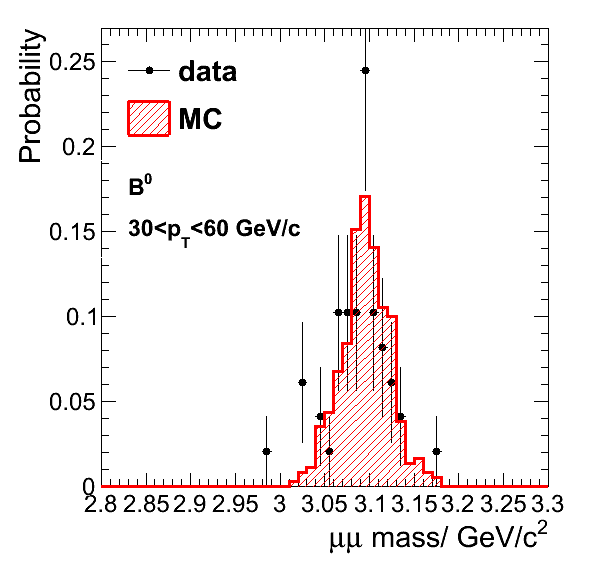 Probability
0.25
0.2
0.15
0.1
0.05
0
data
MC
B⁰
30<p_T<60 GeV/c
2.8 2.85 2.9 2.95 3 3.05 3.1 3.15 3.2 3.25 3.3
μμ mass/ GeV/c²